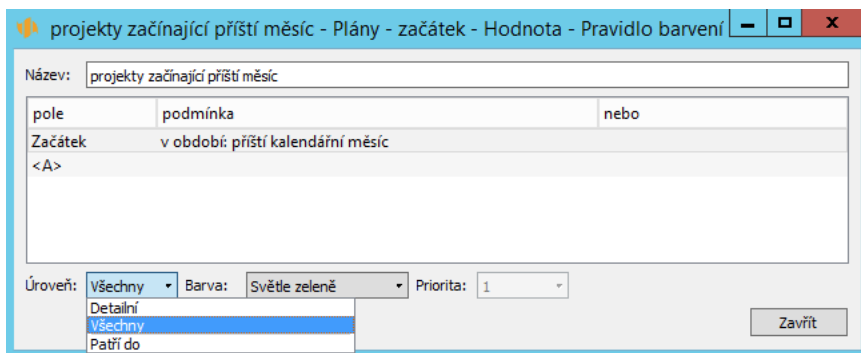 projekty začínající příští měsíc - Plány - začátek - Hodnota - Pravidlo barvení
Název: projekty začínající příští měsíc
pole podmínka nebo
Začátek v období: příští kalendářní měsíc
<A>
Úroveň: Všechny Barva: Světle zeleně Priorita: 1
Detailní
Všechny
Patří do
Zavřít